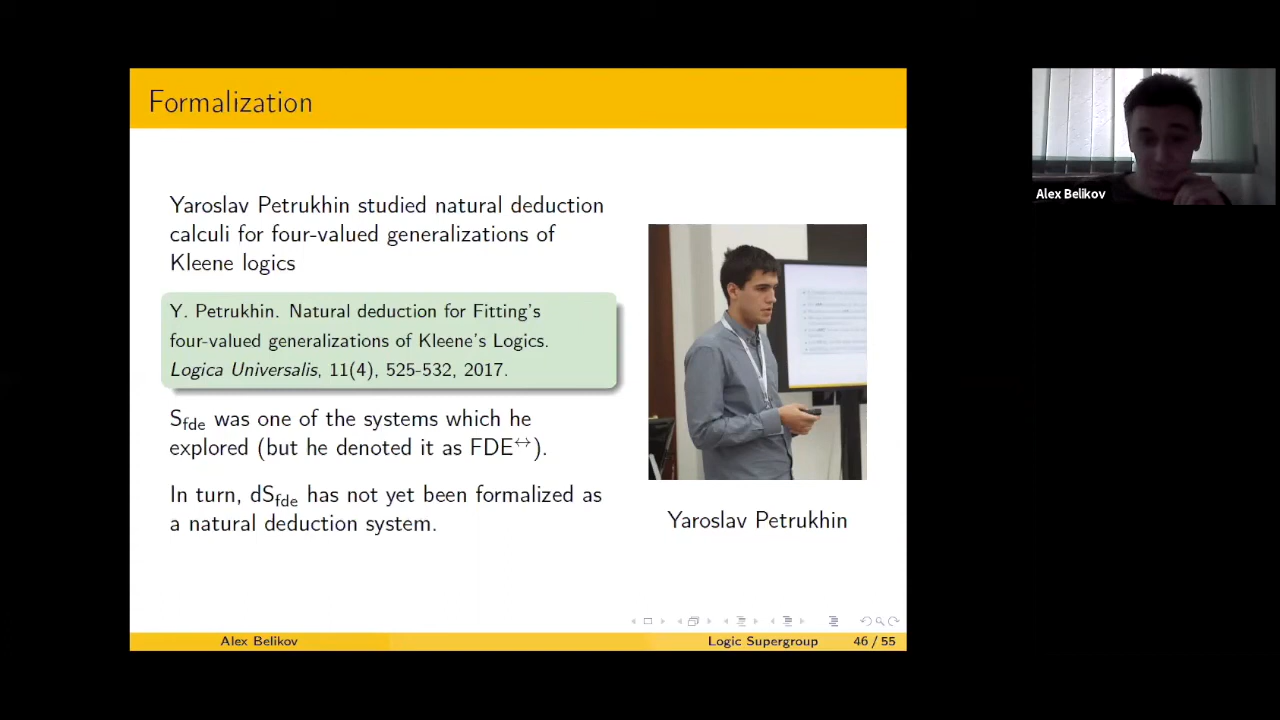 Formalization
Yaroslav Petrukhin studied natural deduction
calculi for four-valued generalizations of
Kleene logics
Y. Petrukhin. Natural deduction for Fitting's
four-valued generalizations of Kleene's Logics.
Logica Universalis, 11(4), 525-532, 2017.
S_fde was one of the systems which he
explored (but he denoted it as FDE^↔).
In turn, dS_fde has not yet been formalized as
a natural deduction system.
Yaroslav Petrukhin
Alex Belikov
Logic Supergroup
46 / 55
Alex Belikov